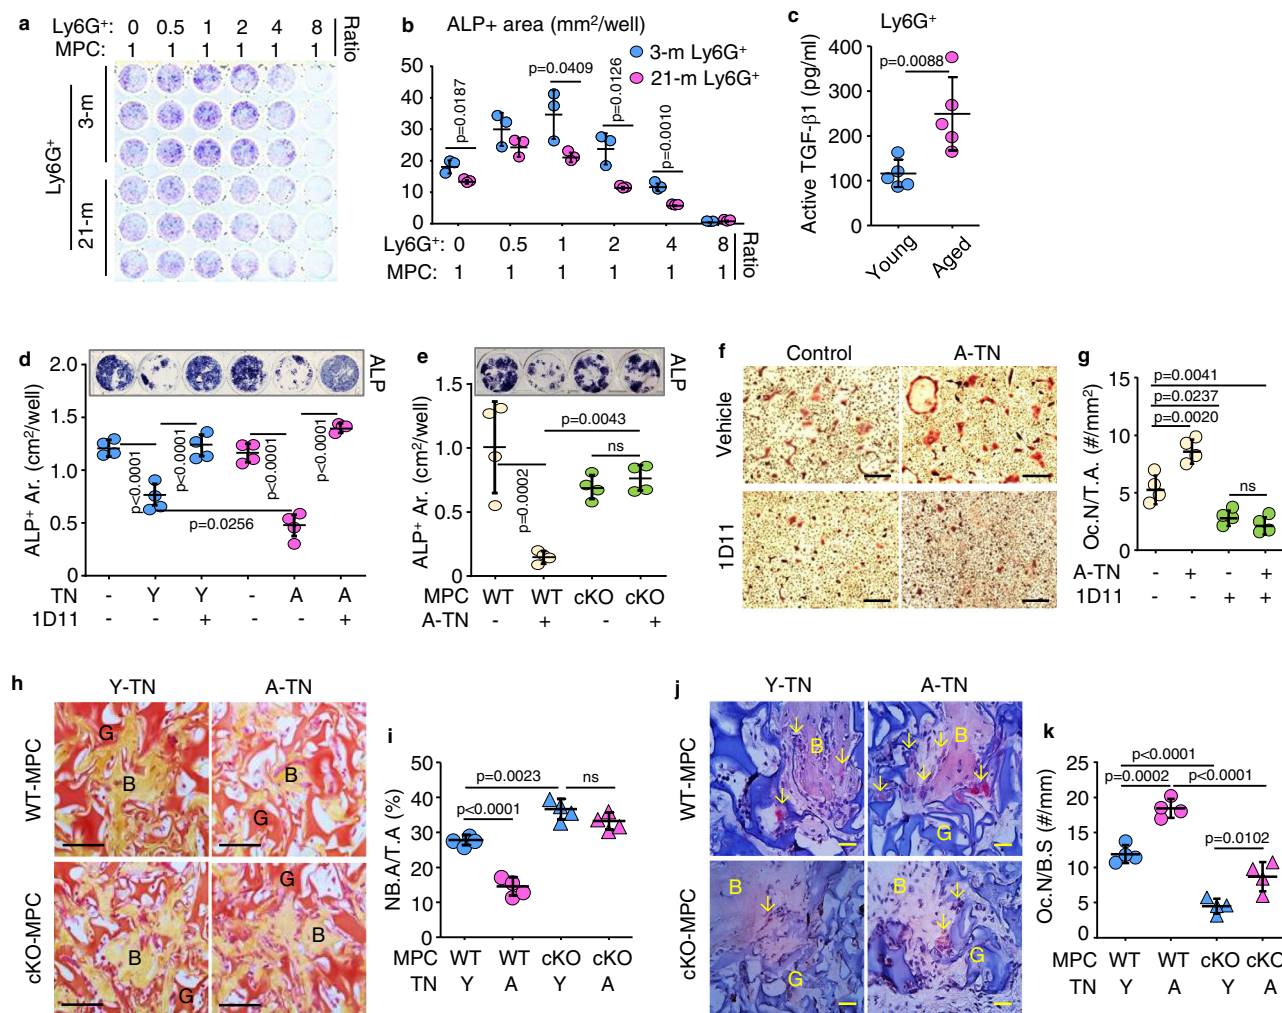 a
Ly6G⁺: 0 0.5 1 2 4 8
MPC: 1 1 1 1 1 1
Ratio
Ly6G⁺
3-m
21-m
b
ALP+ area (mm²/well)
3-m Ly6G⁺
21-m Ly6G⁺
50
40
30
20
10
0
p=0.0187
p=0.0409
p=0.0126
p=0.0010
Ly6G⁺: 0 0.5 1 2 4 8
MPC: 1 1 1 1 1 1
Ratio
c
Ly6G⁺
Active TGF-β1 (pg/ml)
400
300
200
100
0
p=0.0088
Young
Aged
d
ALP
ALP⁺ Ar. (cm²/well)
2.0
1.5
1.0
0.5
0
p<0.0001
p<0.0001
p<0.0001
p<0.0001
p=0.0256
TN - Y Y - A A
1D11 - - + - - +
e
ALP
ALP⁺ Ar. (cm²/well)
1.5
1.0
0.5
0
p=0.0043
p=0.0002
ns
MPC WT WT cKO cKO
A-TN - + - +
f
Control A-TN
Vehicle
1D11
g
Oc.N/T.A. (#/mm²)
15
10
5
0
p=0.0041
p=0.0237
p=0.0020
ns
A-TN - + - +
1D11 - - + +
h
Y-TN A-TN
WT-MPC
cKO-MPC
G
B
B
G
B
G
G
B
i
NB.A/T.A (%)
50
40
30
20
10
0
p=0.0023
ns
p<0.0001
MPC WT WT cKO cKO
TN Y A Y A
j
Y-TN A-TN
WT-MPC
cKO-MPC
B
B
G
B
G
B
G
k
Oc.N/B.S (#/mm)
25
20
15
10
5
0
p<0.0001
p=0.0002 p<0.0001
p=0.0102
MPC WT WT cKO cKO
TN Y A Y A